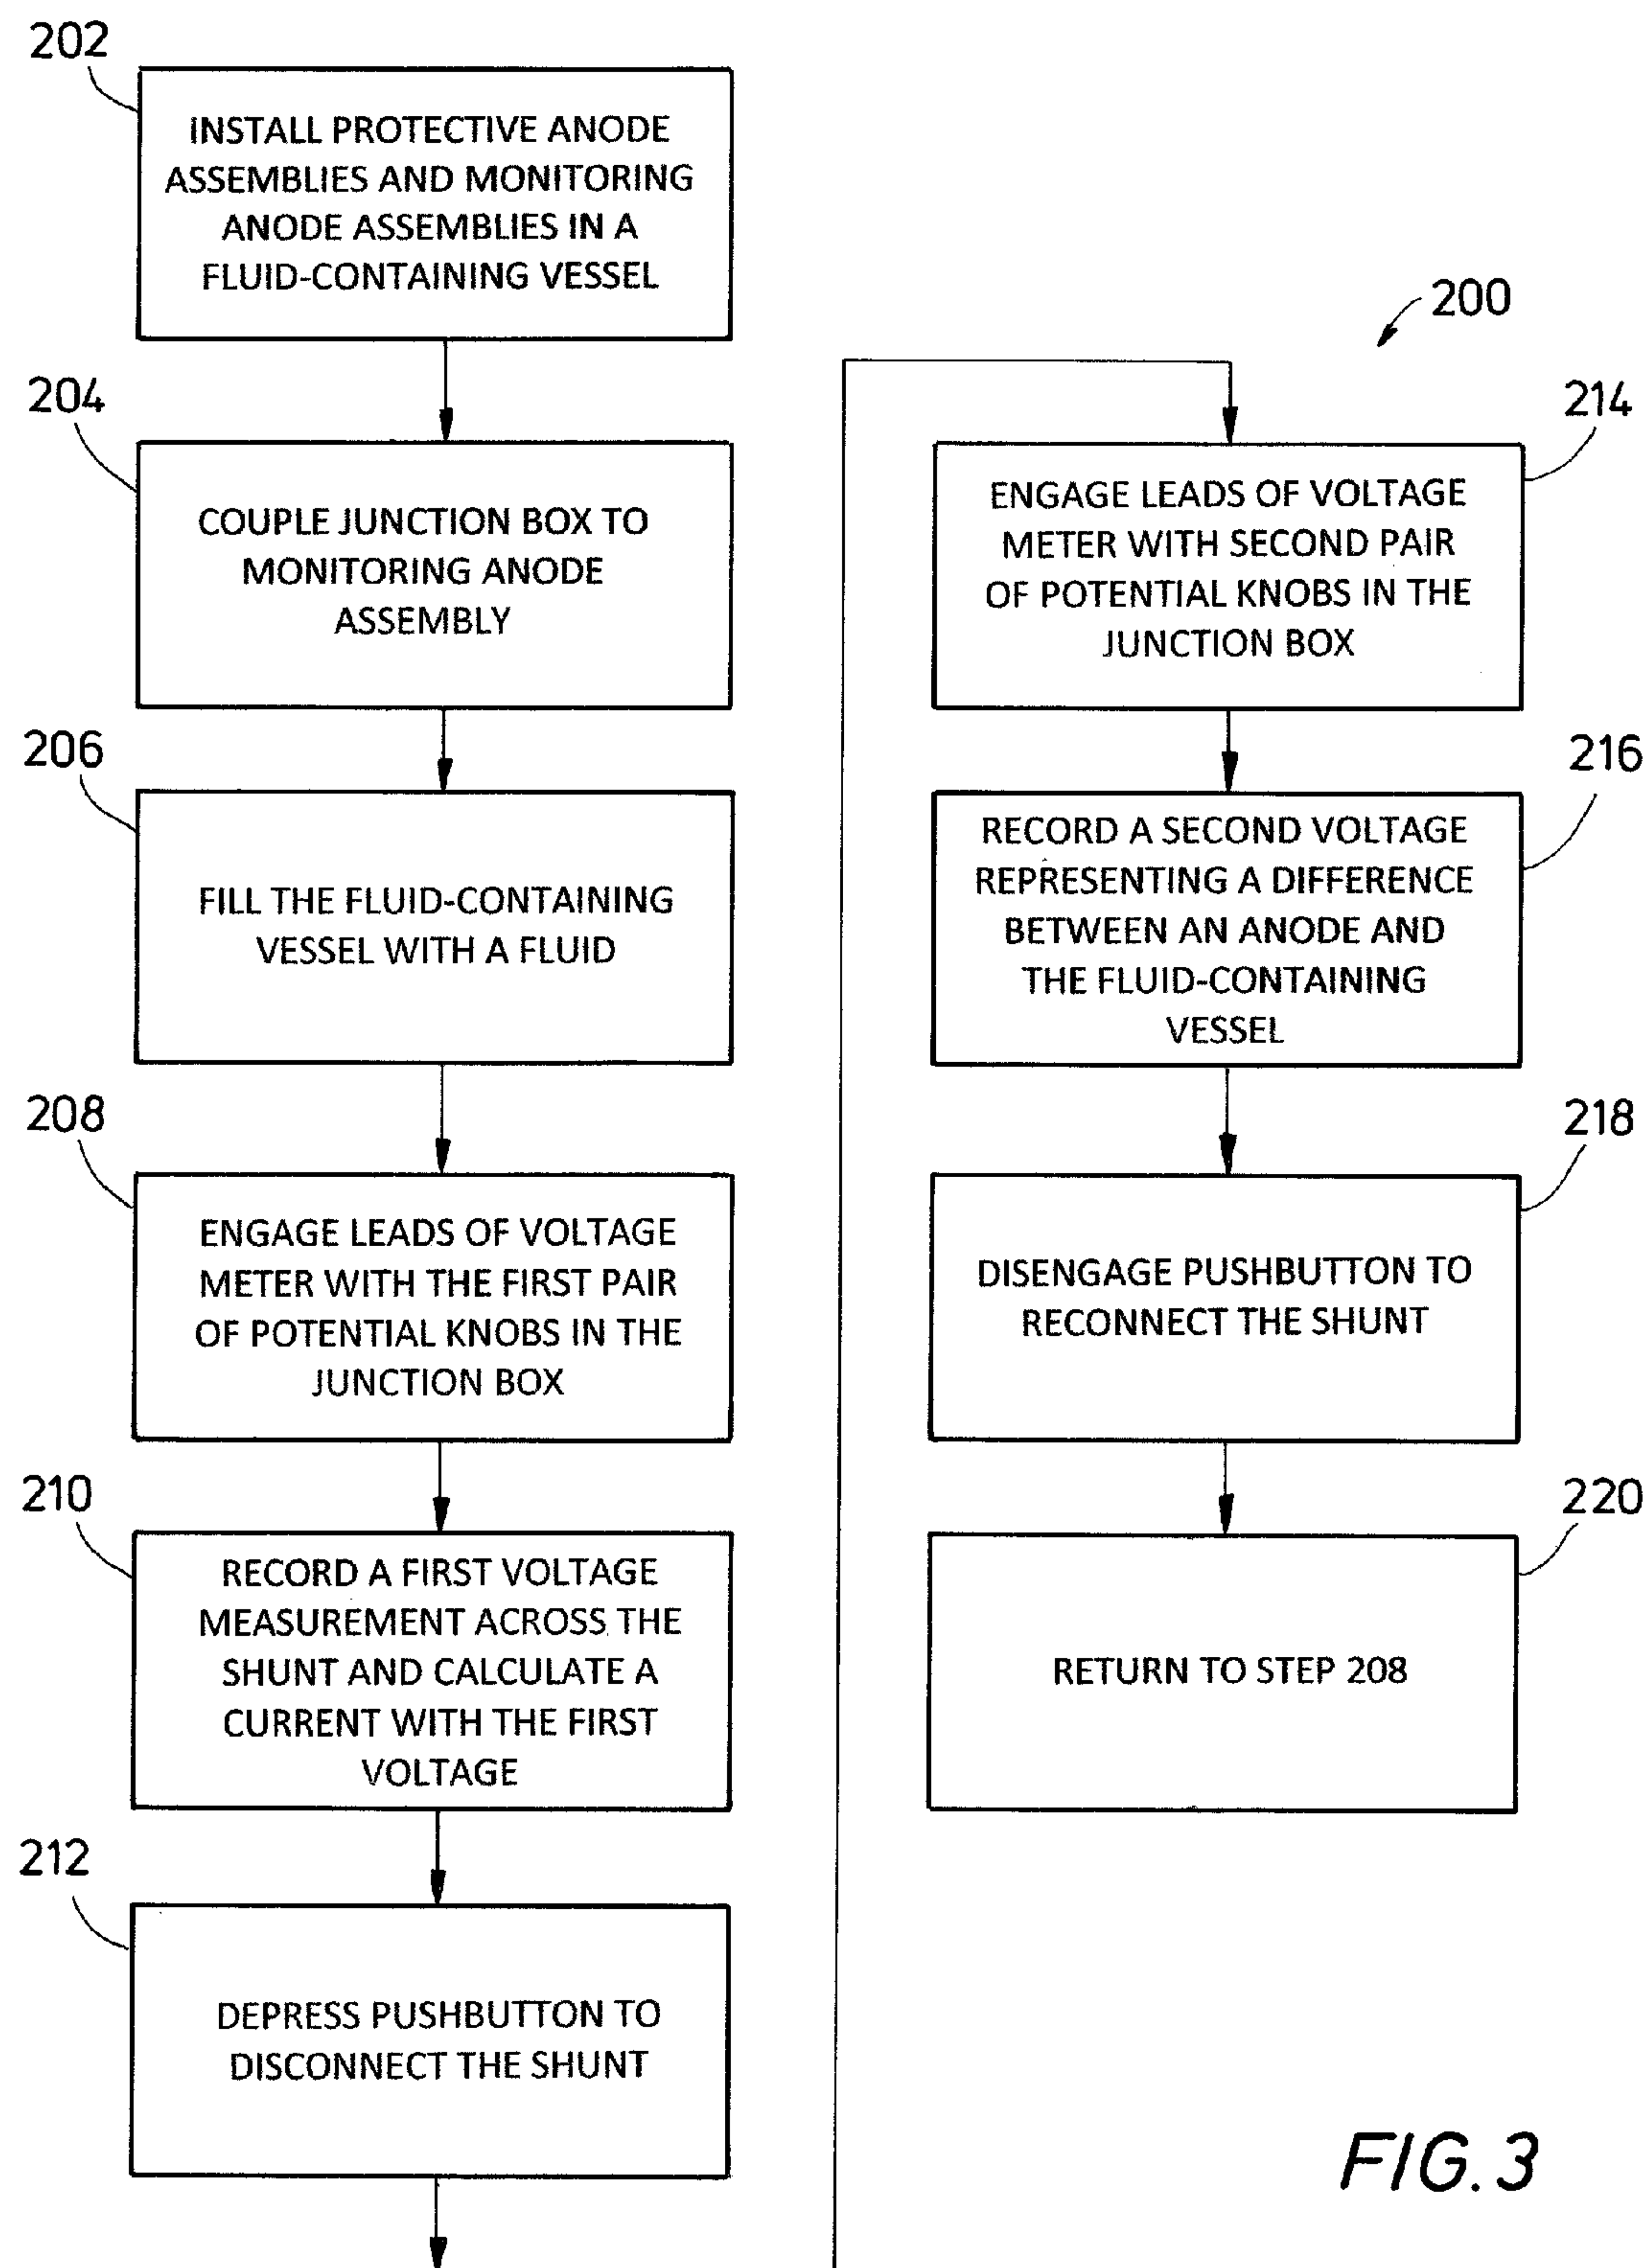 202
INSTALL PROTECTIVE ANODE
ASSEMBLIES AND MONITORING
ANODE ASSEMBLIES IN A
FLUID-CONTAINING VESSEL
204
COUPLE JUNCTION BOX TO
MONITORING ANODE
ASSEMBLY
206
FILL THE FLUID-CONTAINING
VESSEL WITH A FLUID
208
ENGAGE LEADS OF VOLTAGE
METER WITH THE FIRST PAIR
OF POTENTIAL KNOBS IN THE
JUNCTION BOX
210
RECORD A FIRST VOLTAGE
MEASUREMENT ACROSS THE
SHUNT AND CALCULATE A
CURRENT WITH THE FIRST
VOLTAGE
212
DEPRESS PUSHBUTTON TO
DISCONNECT THE SHUNT
200
214
ENGAGE LEADS OF VOLTAGE
METER WITH SECOND PAIR
OF POTENTIAL KNOBS IN THE
JUNCTION BOX
216
RECORD A SECOND VOLTAGE
REPRESENTING A DIFFERENCE
BETWEEN AN ANODE AND
THE FLUID-CONTAINING
VESSEL
218
DISENGAGE PUSHBUTTON TO
RECONNECT THE SHUNT
220
RETURN TO STEP 208
FIG. 3